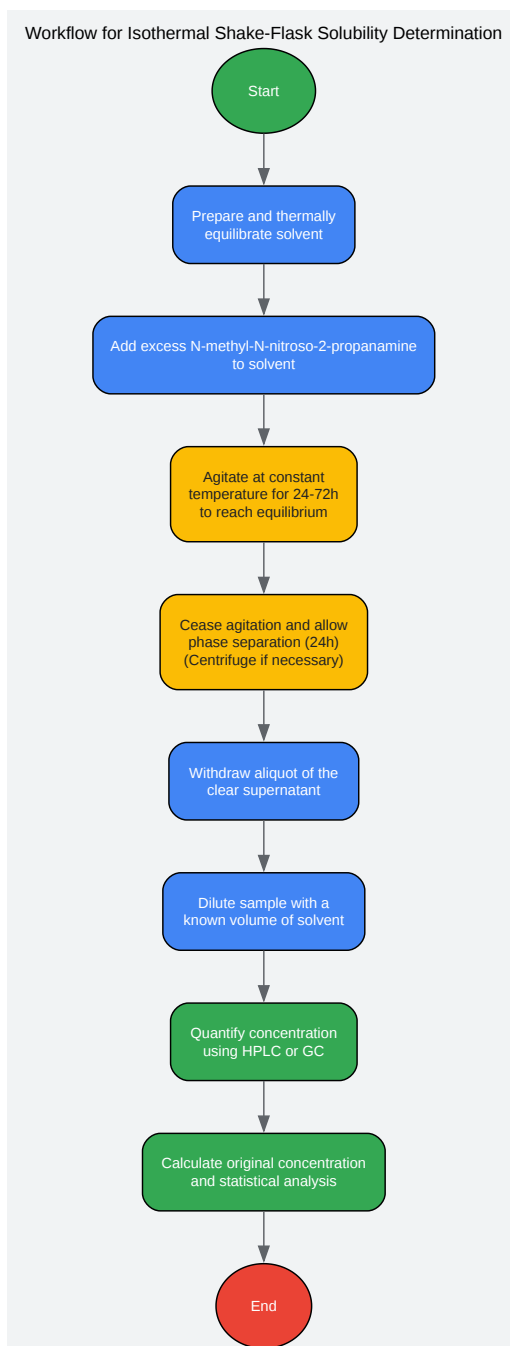 Workflow for Isothermal Shake-Flask Solubility Determination
Start
Prepare and thermally
equilibrate solvent
Add excess N-methyl-N-nitroso-2-propanamine
to solvent
Agitate at constant
temperature for 24-72h
to reach equilibrium
Cease agitation and allow
phase separation (24h)
(Centrifuge if necessary)
Withdraw aliquot of the
clear supernatant
Dilute sample with a
known volume of solvent
Quantify concentration
using HPLC or GC
Calculate original concentration
and statistical analysis
End